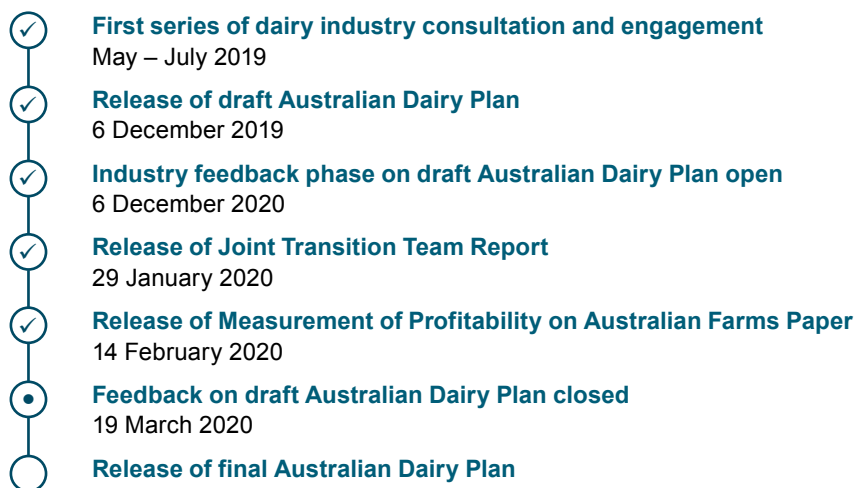 First series of dairy industry consultation and engagement
May – July 2019
Release of draft Australian Dairy Plan
6 December 2019
Industry feedback phase on draft Australian Dairy Plan open
6 December 2020
Release of Joint Transition Team Report
29 January 2020
Release of Measurement of Profitability on Australian Farms Paper
14 February 2020
Feedback on draft Australian Dairy Plan closed
19 March 2020
Release of final Australian Dairy Plan